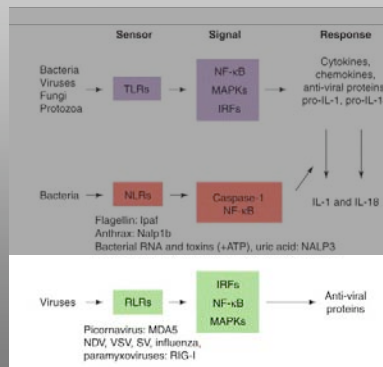 Sensor Signal Response
Bacteria
Viruses
Fungi
Protozoa
TLRs
NF-κB
MAPKs
IRFs
Cytokines,
chemokines,
anti-viral proteins
pro-IL-1, pro-IL-1
Bacteria
NLRs
Caspase-1
NF-κB
IL-1 and IL-18
Flagellin: Ipaf
Anthrax: Nalp1b
Bacterial RNA and toxins (+ATP), uric acid: NALP3
Viruses
RLRs
IRFs
NF-κB
MAPKs
Anti-viral
proteins
Picornavirus: MDA5
NDV, VSV, SV, influenza,
paramyxoviruses: RIG-I